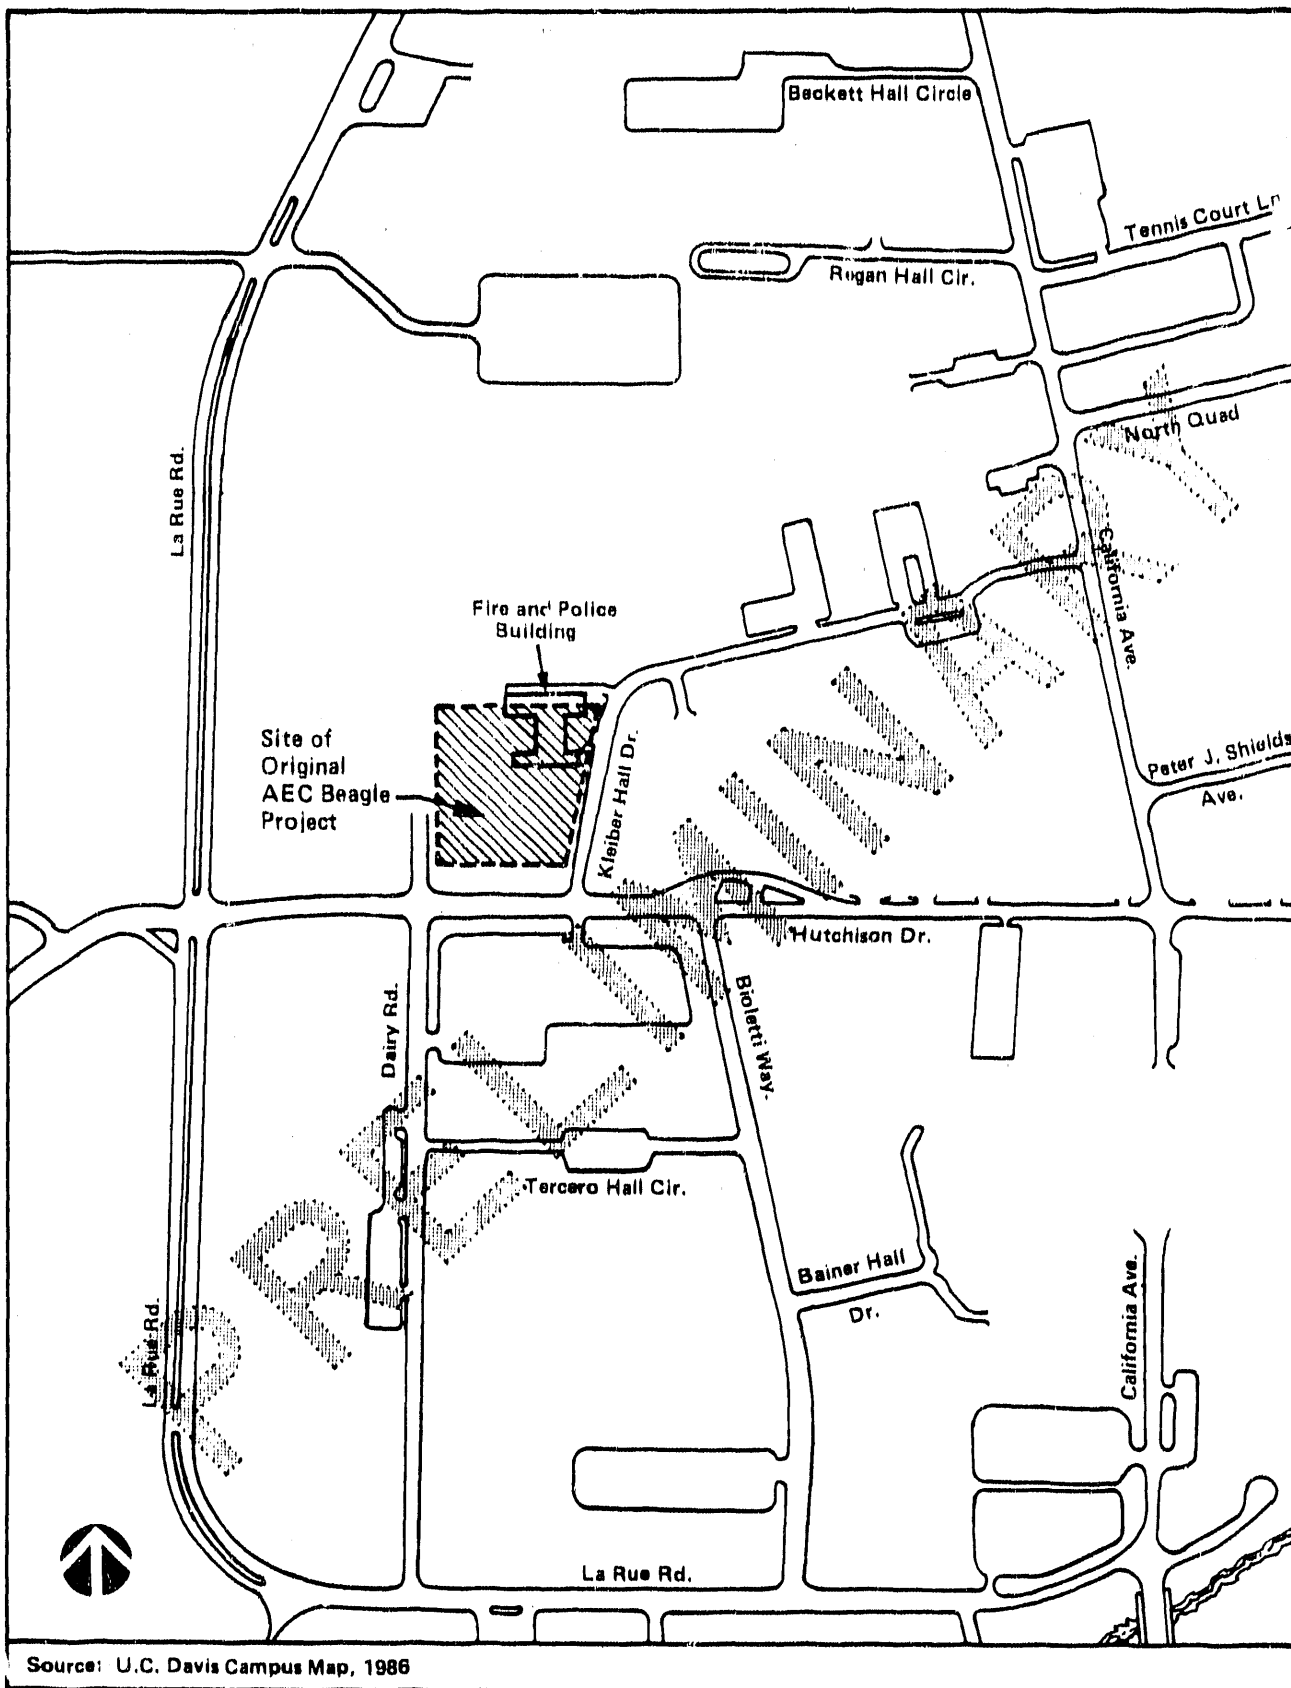 Beckett Hall Circle
Tennis Court Ln
Regan Hall Cir.
North Quad
La Rue Rd.
California Ave.
Fire and Police
Building
Site of
Original
AEC Beagle
Project
Kleiber Hall Dr.
Peter J. Shields
Ave.
Hutchison Dr.
Dairy Rd.
Bioletti Way
Tercero Hall Cir.
Bainer Hall
Dr.
California Ave.
La Rue Rd.
La Rue Rd.
PRELIMINARY
Source: U.C. Davis Campus Map, 1986